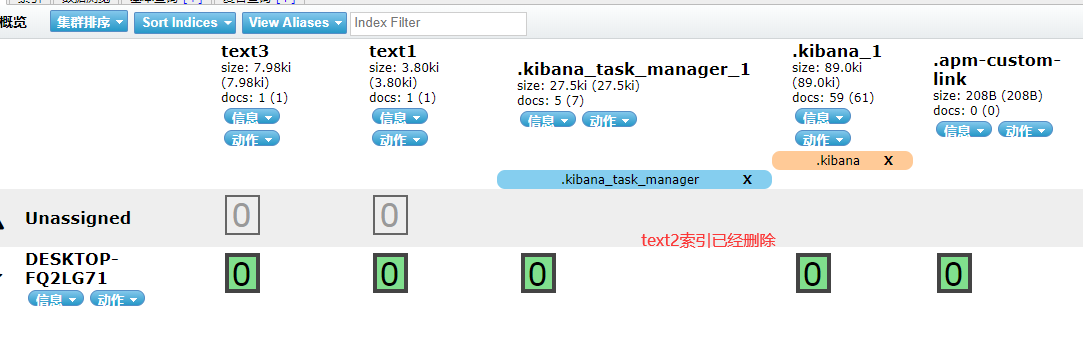 概览
集群排序
Sort Indices
View Aliases
Index Filter
text3
size: 7.98ki
(7.98ki)
docs: 1 (1)
信息
动作
text1
size: 3.80ki
(3.80ki)
docs: 1 (1)
信息
动作
.kibana_task_manager_1
size: 27.5ki (27.5ki)
docs: 5 (7)
信息 动作
.kibana_1
size: 89.0ki
(89.0ki)
docs: 59 (61)
信息
动作
.apm-custom-
link
size: 208B (208B)
docs: 0 (0)
信息 动作
.kibana X
.kibana_task_manager X
Unassigned
0 0
text2索引已经删除
DESKTOP-
FQ2LG71
信息 动作
0 0 0 0 0